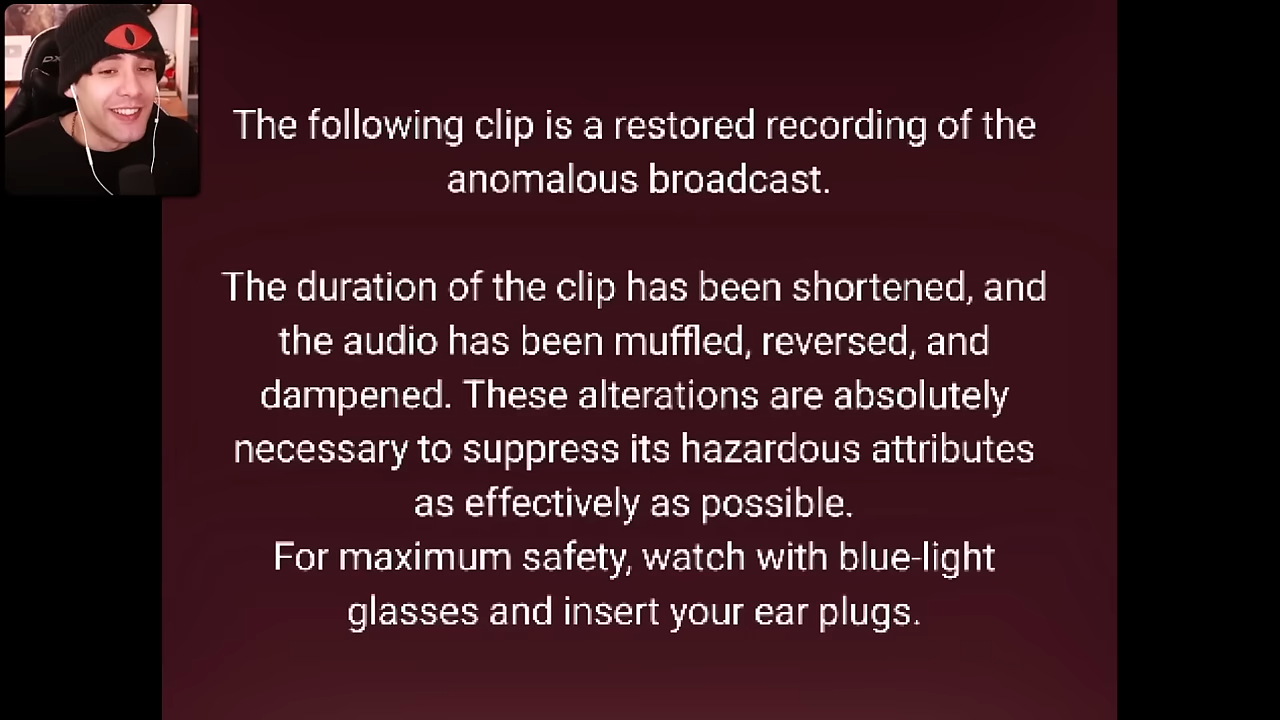 The following clip is a restored recording of the
anomalous broadcast.
The duration of the clip has been shortened, and
the audio has been muffled, reversed, and
dampened. These alterations are absolutely
necessary to suppress its hazardous attributes
as effectively as possible.
For maximum safety, watch with blue-light
glasses and insert your ear plugs.